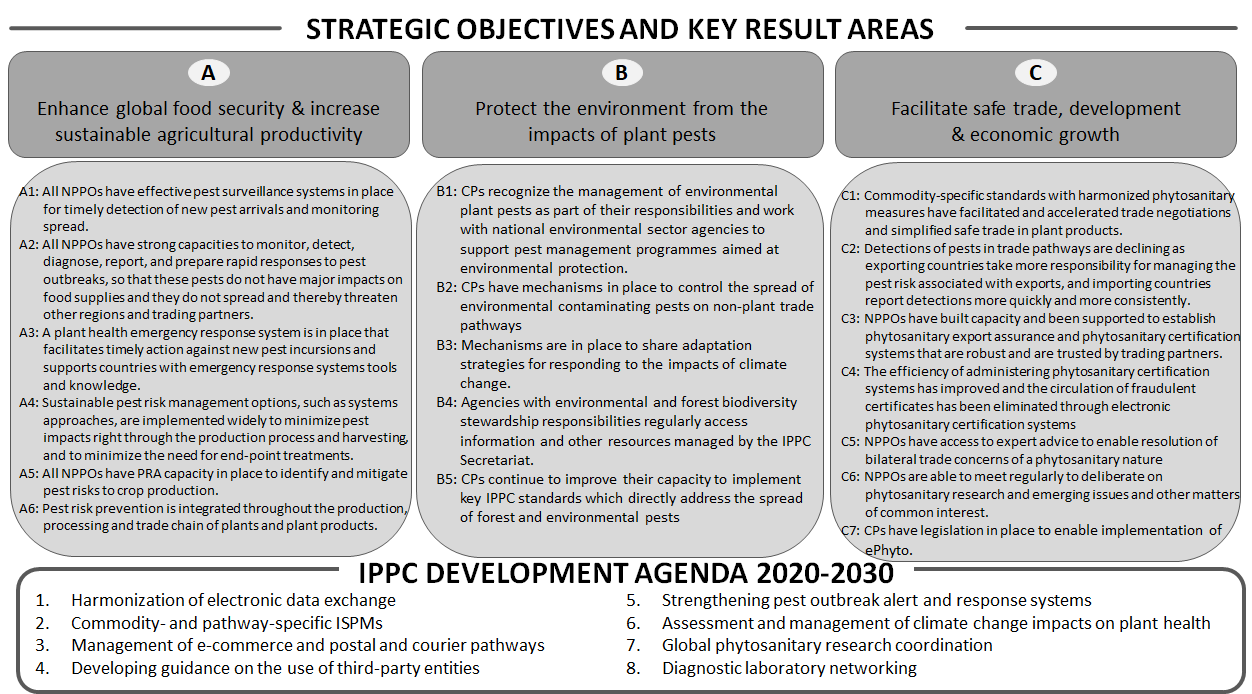 STRATEGIC OBJECTIVES AND KEY RESULT AREAS
A
Enhance global food security & increase
sustainable agricultural productivity
A1: All NPPOs have effective pest surveillance systems in place
for timely detection of new pest arrivals and monitoring
spread.
A2: All NPPOs have strong capacities to monitor, detect,
diagnose, report, and prepare rapid responses to pest
outbreaks, so that these pests do not have major impacts on
food supplies and they do not spread and thereby threaten
other regions and trading partners.
A3: A plant health emergency response system is in place that
facilitates timely action against new pest incursions and
supports countries with emergency response systems tools
and knowledge.
A4: Sustainable pest risk management options, such as systems
approaches, are implemented widely to minimize pest
impacts right through the production process and harvesting,
and to minimize the need for end-point treatments.
A5: All NPPOs have PRA capacity in place to identify and mitigate
pest risks to crop production.
A6: Pest risk prevention is integrated throughout the production,
processing and trade chain of plants and plant products.
B
Protect the environment from the
impacts of plant pests
B1: CPs recognize the management of environmental
plant pests as part of their responsibilities and work
with national environmental sector agencies to
support pest management programmes aimed at
environmental protection.
B2: CPs have mechanisms in place to control the spread of
environmental contaminating pests on non-plant trade
pathways
B3: Mechanisms are in place to share adaptation
strategies for responding to the impacts of climate
change.
B4: Agencies with environmental and forest biodiversity
stewardship responsibilities regularly access
information and other resources managed by the IPPC
Secretariat.
B5: CPs continue to improve their capacity to implement
key IPPC standards which directly address the spread
of forest and environmental pests
C
Facilitate safe trade, development
& economic growth
C1: Commodity-specific standards with harmonized phytosanitary
measures have facilitated and accelerated trade negotiations
and simplified safe trade in plant products.
C2: Detections of pests in trade pathways are declining as
exporting countries take more responsibility for managing the
pest risk associated with exports, and importing countries
report detections more quickly and more consistently.
C3: NPPOs have built capacity and been supported to establish
phytosanitary export assurance and phytosanitary certification
systems that are robust and are trusted by trading partners.
C4: The efficiency of administering phytosanitary certification
systems has improved and the circulation of fraudulent
certificates has been eliminated through electronic
phytosanitary certification systems
C5: NPPOs have access to expert advice to enable resolution of
bilateral trade concerns of a phytosanitary nature
C6: NPPOs are able to meet regularly to deliberate on
phytosanitary research and emerging issues and other matters
of common interest.
C7: CPs have legislation in place to enable implementation of
ePhyto.
IPPC DEVELOPMENT AGENDA 2020-2030
1. Harmonization of electronic data exchange
2. Commodity- and pathway-specific ISPMs
3. Management of e-commerce and postal and courier pathways
4. Developing guidance on the use of third-party entities
5. Strengthening pest outbreak alert and response systems
6. Assessment and management of climate change impacts on plant health
7. Global phytosanitary research coordination
8. Diagnostic laboratory networking